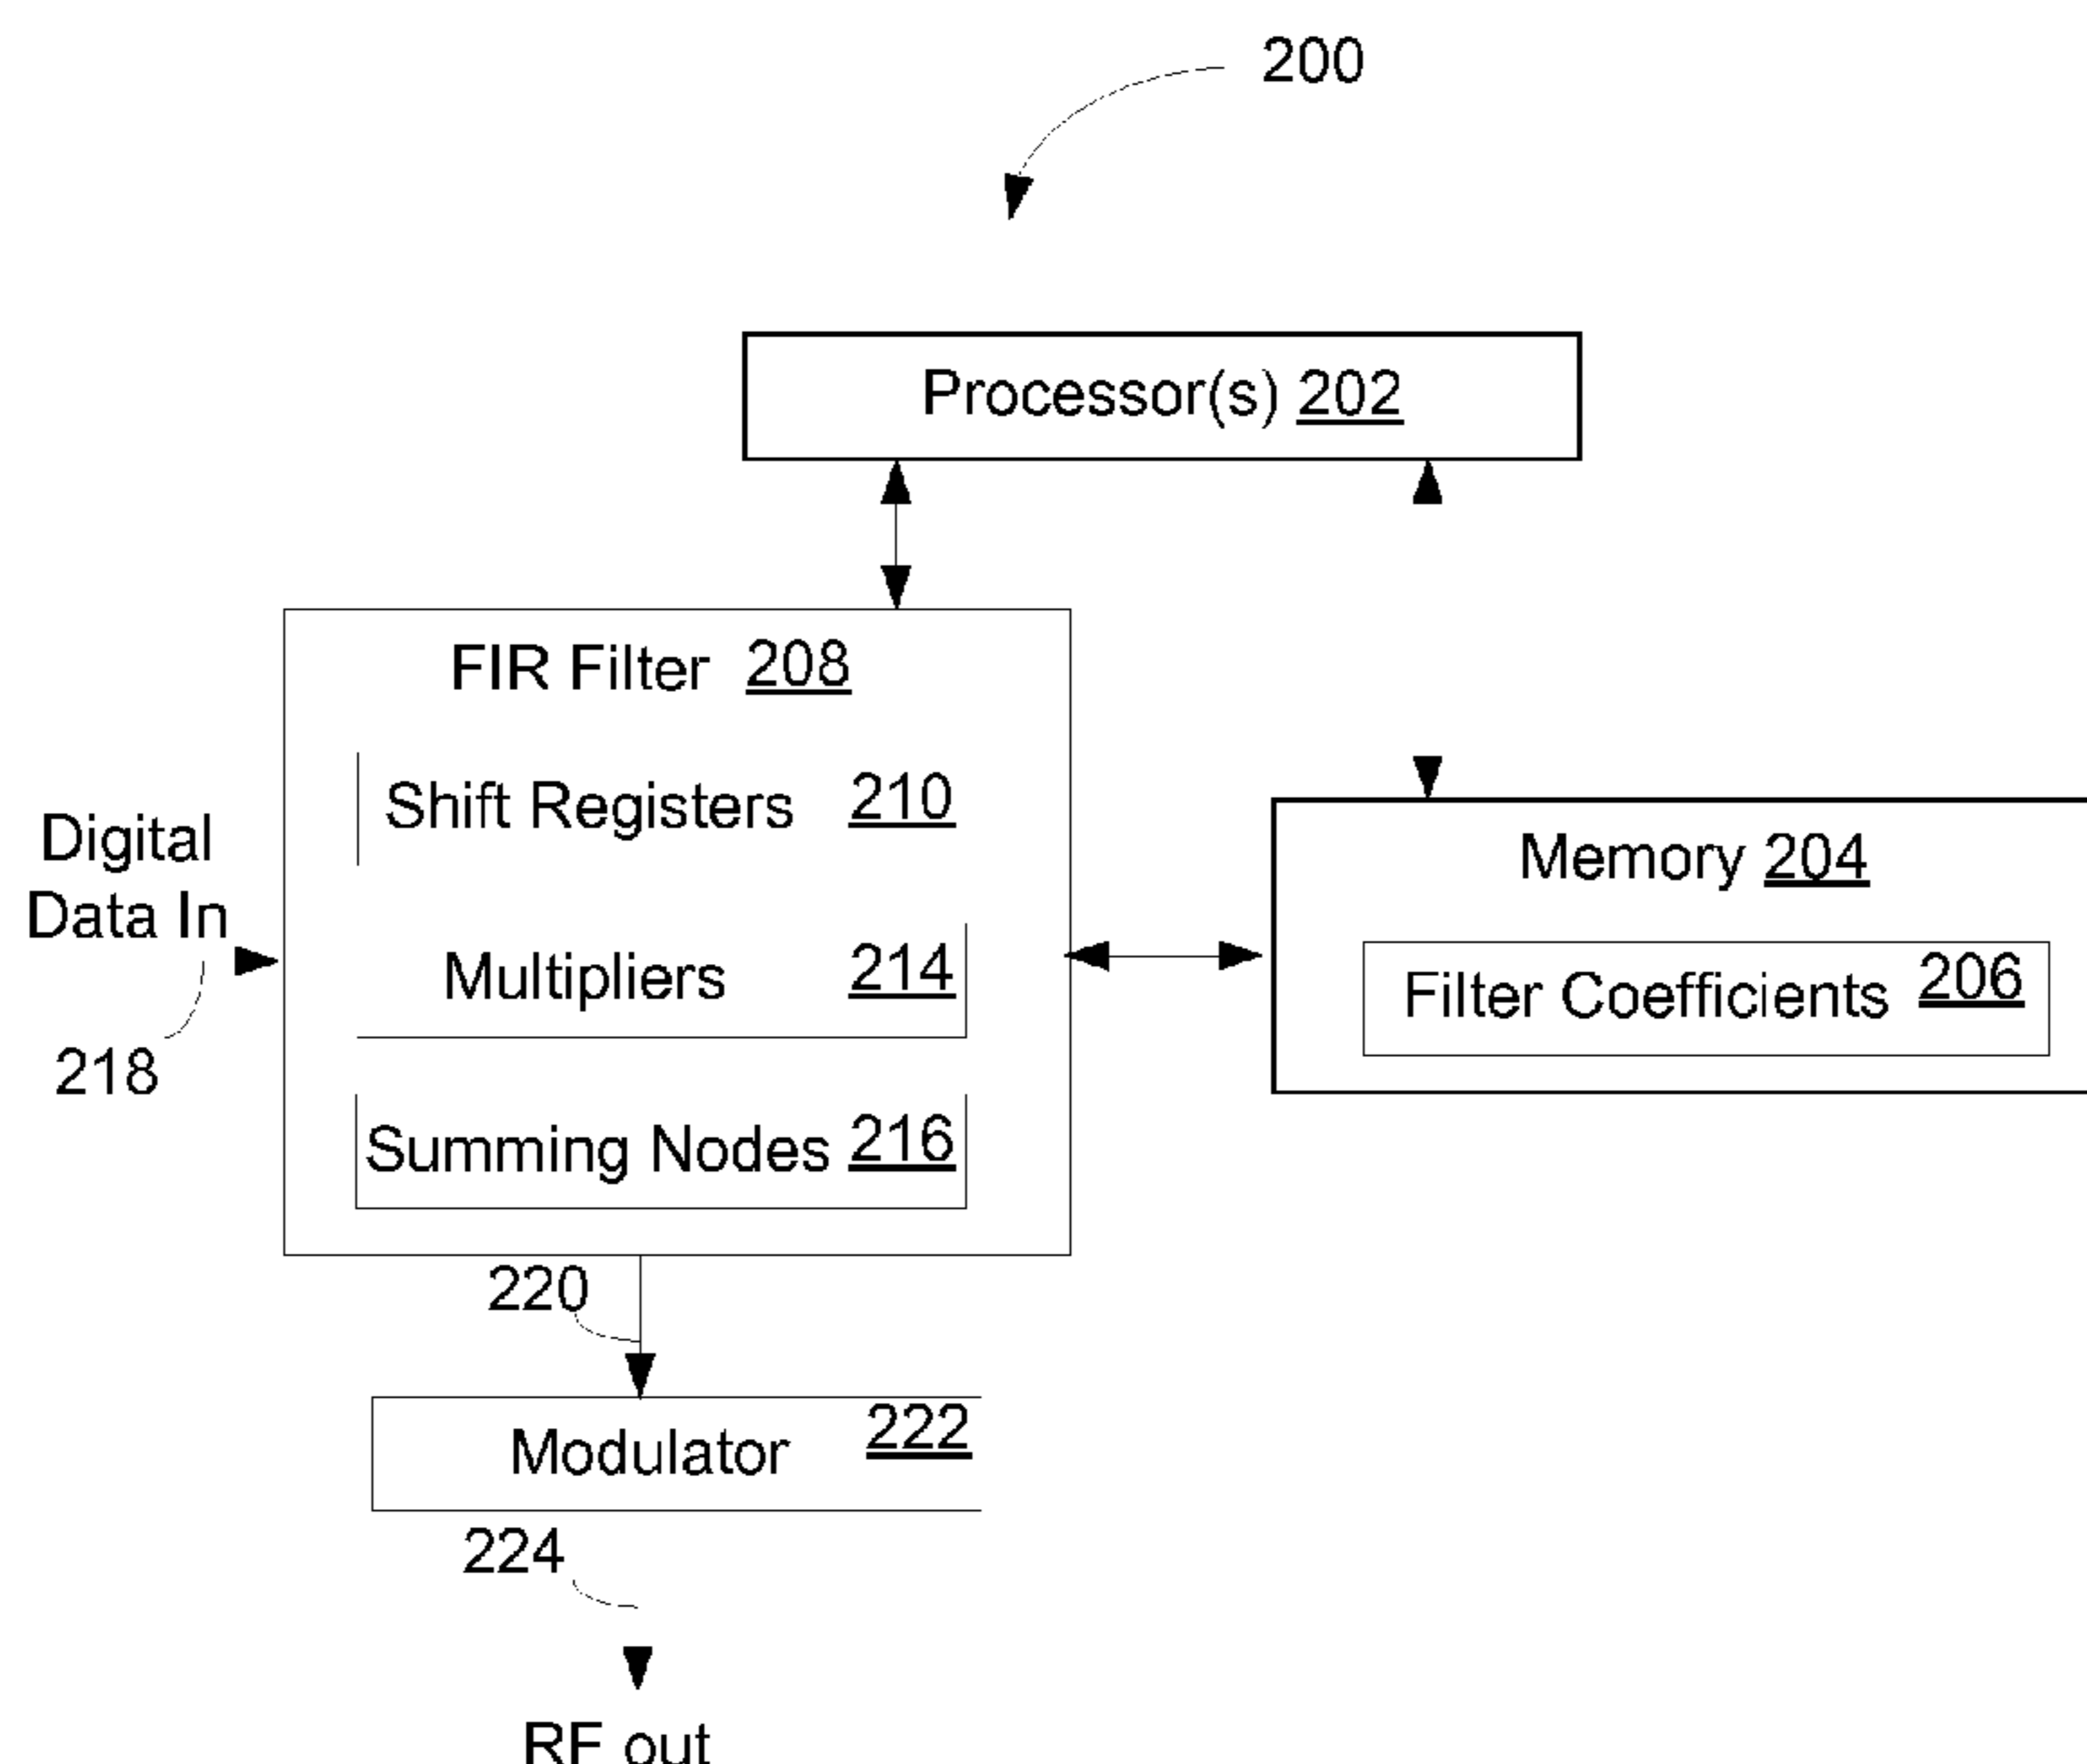 200
Processor(s) 202
FIR Filter 208
Shift Registers 210
Digital
Data In
218
Multipliers 214
Summing Nodes 216
Memory 204
Filter Coefficients 206
220
Modulator 222
224
RF out